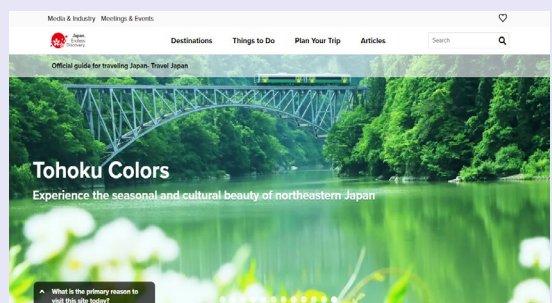 Media & Industry Meetings & Events
Japan
Endless
Discovery
Destinations Things to Do Plan Your Trip Articles Search
Official guide for traveling Japan- Travel Japan
Tohoku Colors
Experience the seasonal and cultural beauty of northeastern Japan
What is the primary reason to
visit this site today?